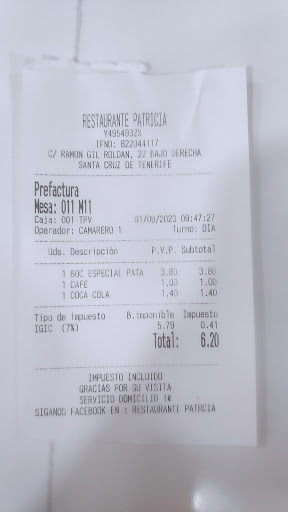 RESTAURANTE PATRICIA
Y4954932X
TFNO: 822044117
C/ RAMON GIL ROLDAN, 22 BAJO DERECHA
SANTA CRUZ DE TENERIFE
Prefactura
Mesa: 011 M11
Caja: 001 TPV 01/09/2023 09:47:27
Operador: CAMARERO 1 Turno: DIA
Uds. Descripción P.V.P. Subtotal
1 BOC ESPECIAL PATA 3.80 3.80
1 CAFÉ 1.00 1.00
1 COCA COLA 1.40 1.40
Tipo de impuesto B.imponible Impuesto
IGIC (7%) 5.79 0.41
Total: 6.20
IMPUESTO INCLUIDO
GRACIAS POR SU VISITA
SERVICIO DOMICILIO 1€
SIGANOS FACEBOOK EN : RESTAURANTE PATRCIA